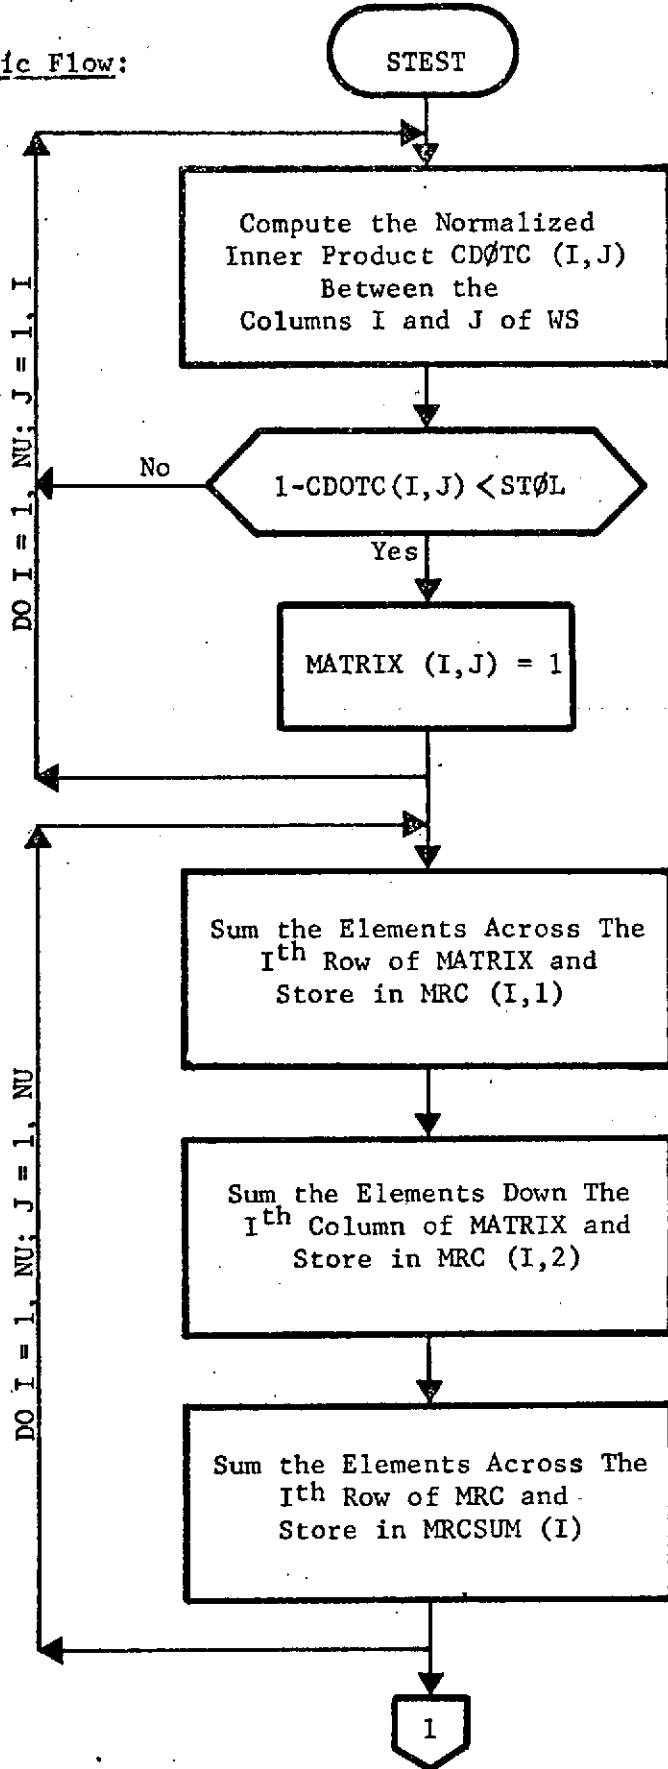 ic Flow:
STEST
Compute the Normalized
Inner Product CDØTC (I,J)
Between the
Columns I and J of WS
DO I = 1, NU; J = 1, I
No
1-CDOTC(I,J) < STØL
Yes
MATRIX (I,J) = 1
Sum the Elements Across The
Ith Row of MATRIX and
Store in MRC (I,1)
DO I = 1, NU; J = 1, NU
Sum the Elements Down The
Ith Column of MATRIX and
Store in MRC (I,2)
Sum the Elements Across The
Ith Row of MRC and
Store in MRCSUM (I)
1